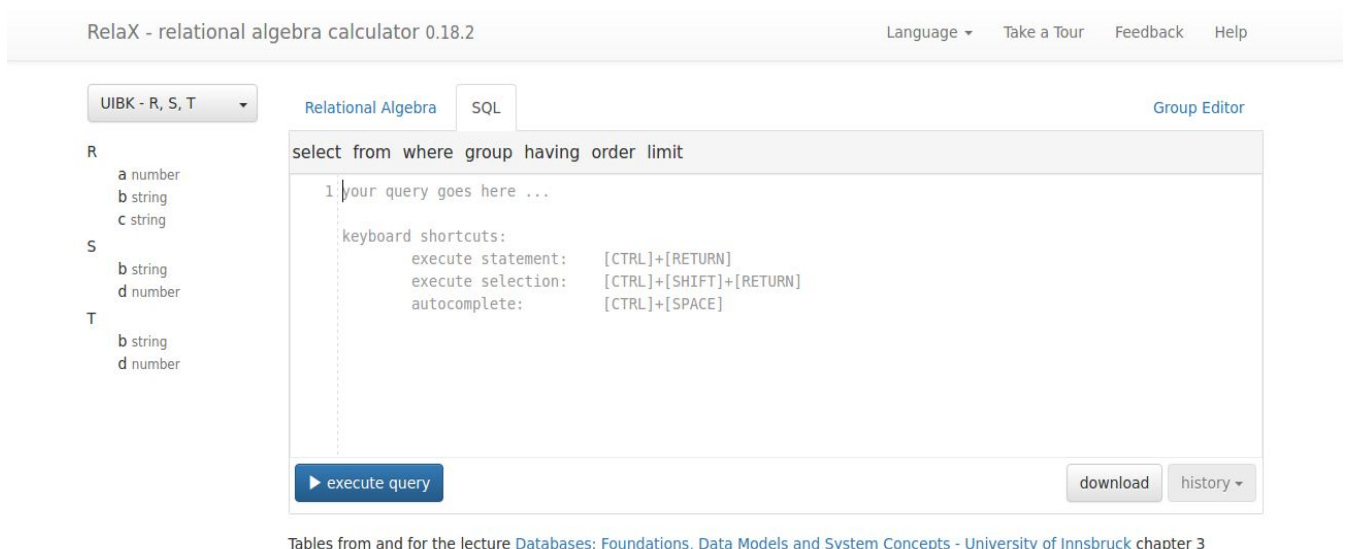 RelaX - relational algebra calculator 0.18.2
Language Take a Tour Feedback Help
UIBK - R, S, T
Relational Algebra SQL Group Editor
R
a number
b string
c string
S
b string
d number
T
b string
d number
select from where group having order limit
1 your query goes here ...
keyboard shortcuts:
execute statement: [CTRL]+[RETURN]
execute selection: [CTRL]+[SHIFT]+[RETURN]
autocomplete: [CTRL]+[SPACE]
execute query download history
Tables from and for the lecture Databases: Foundations, Data Models and System Concepts - University of Innsbruck chapter 3